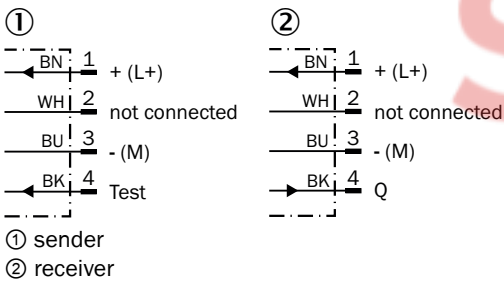 ① ②
BN 1 + (L+) BN 1 + (L+)
WH 2 not connected WH 2 not connected
BU 3 - (M) BU 3 - (M)
BK 4 Test BK 4 Q
① sender
② receiver